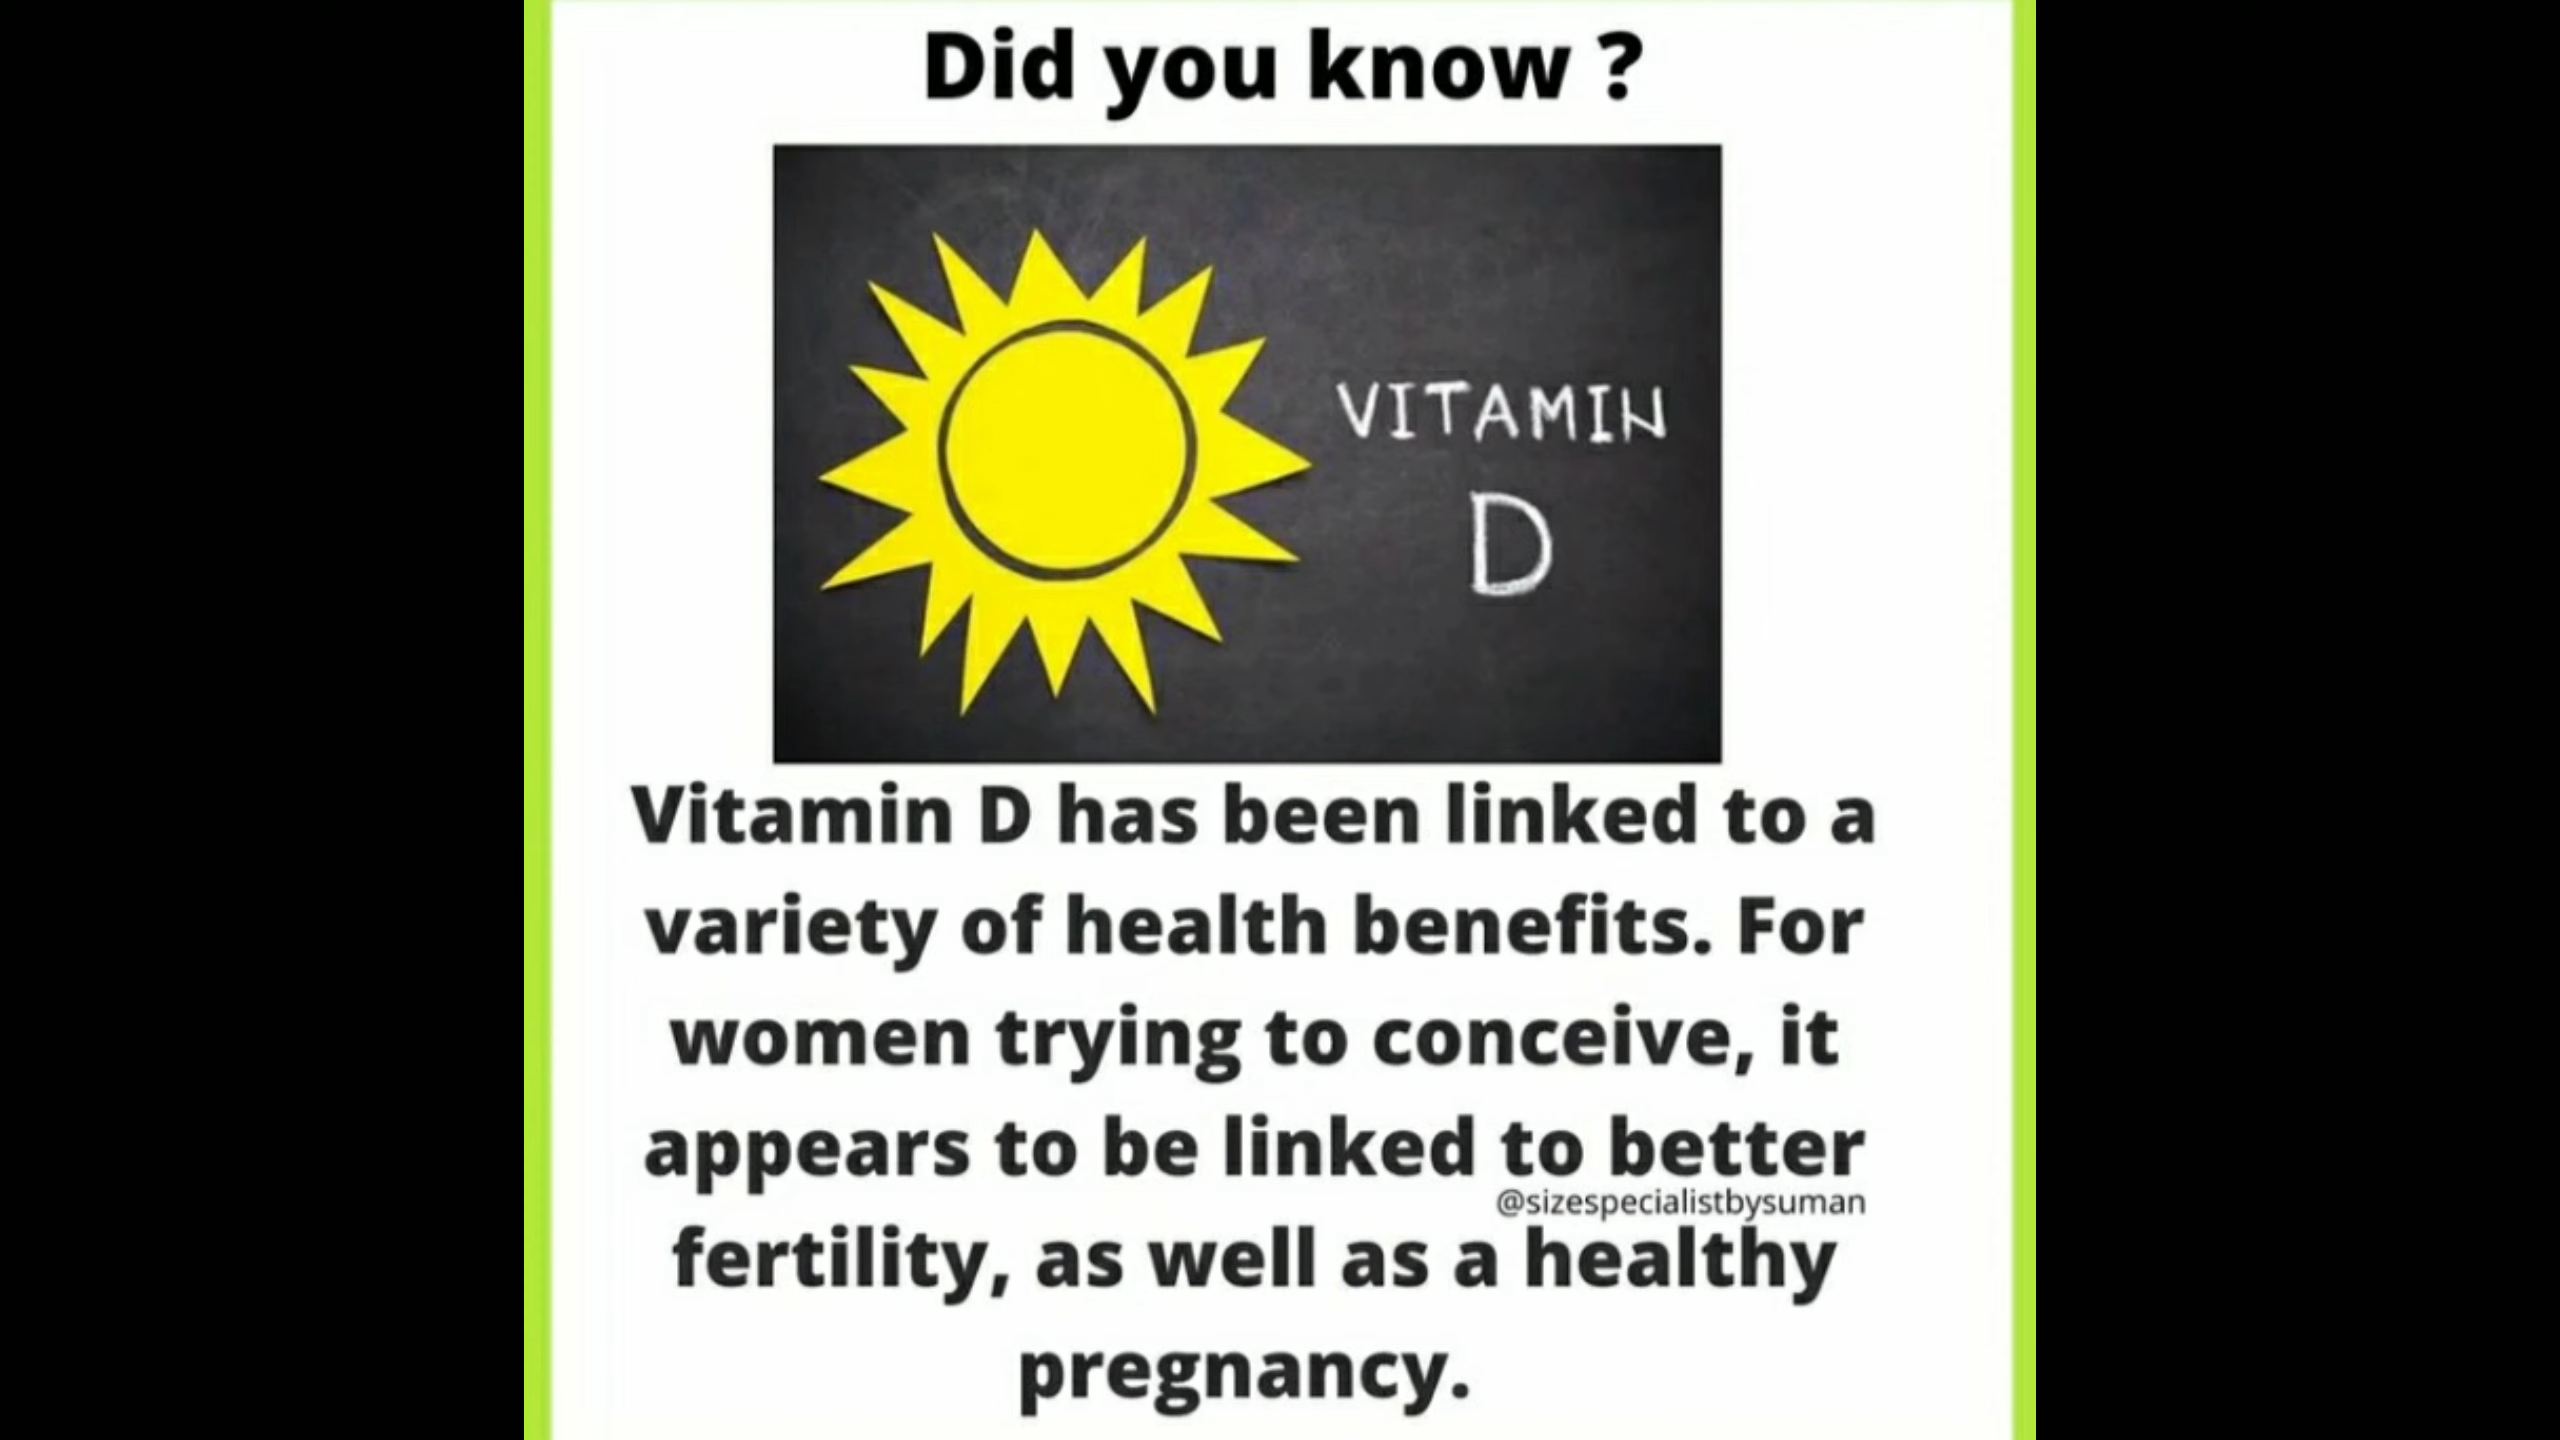 Did you know ?
VITAMIN
D
Vitamin D has been linked to a
variety of health benefits. For
women trying to conceive, it
appears to be linked to better
@sizespecialistbysuman
fertility, as well as a healthy
pregnancy.